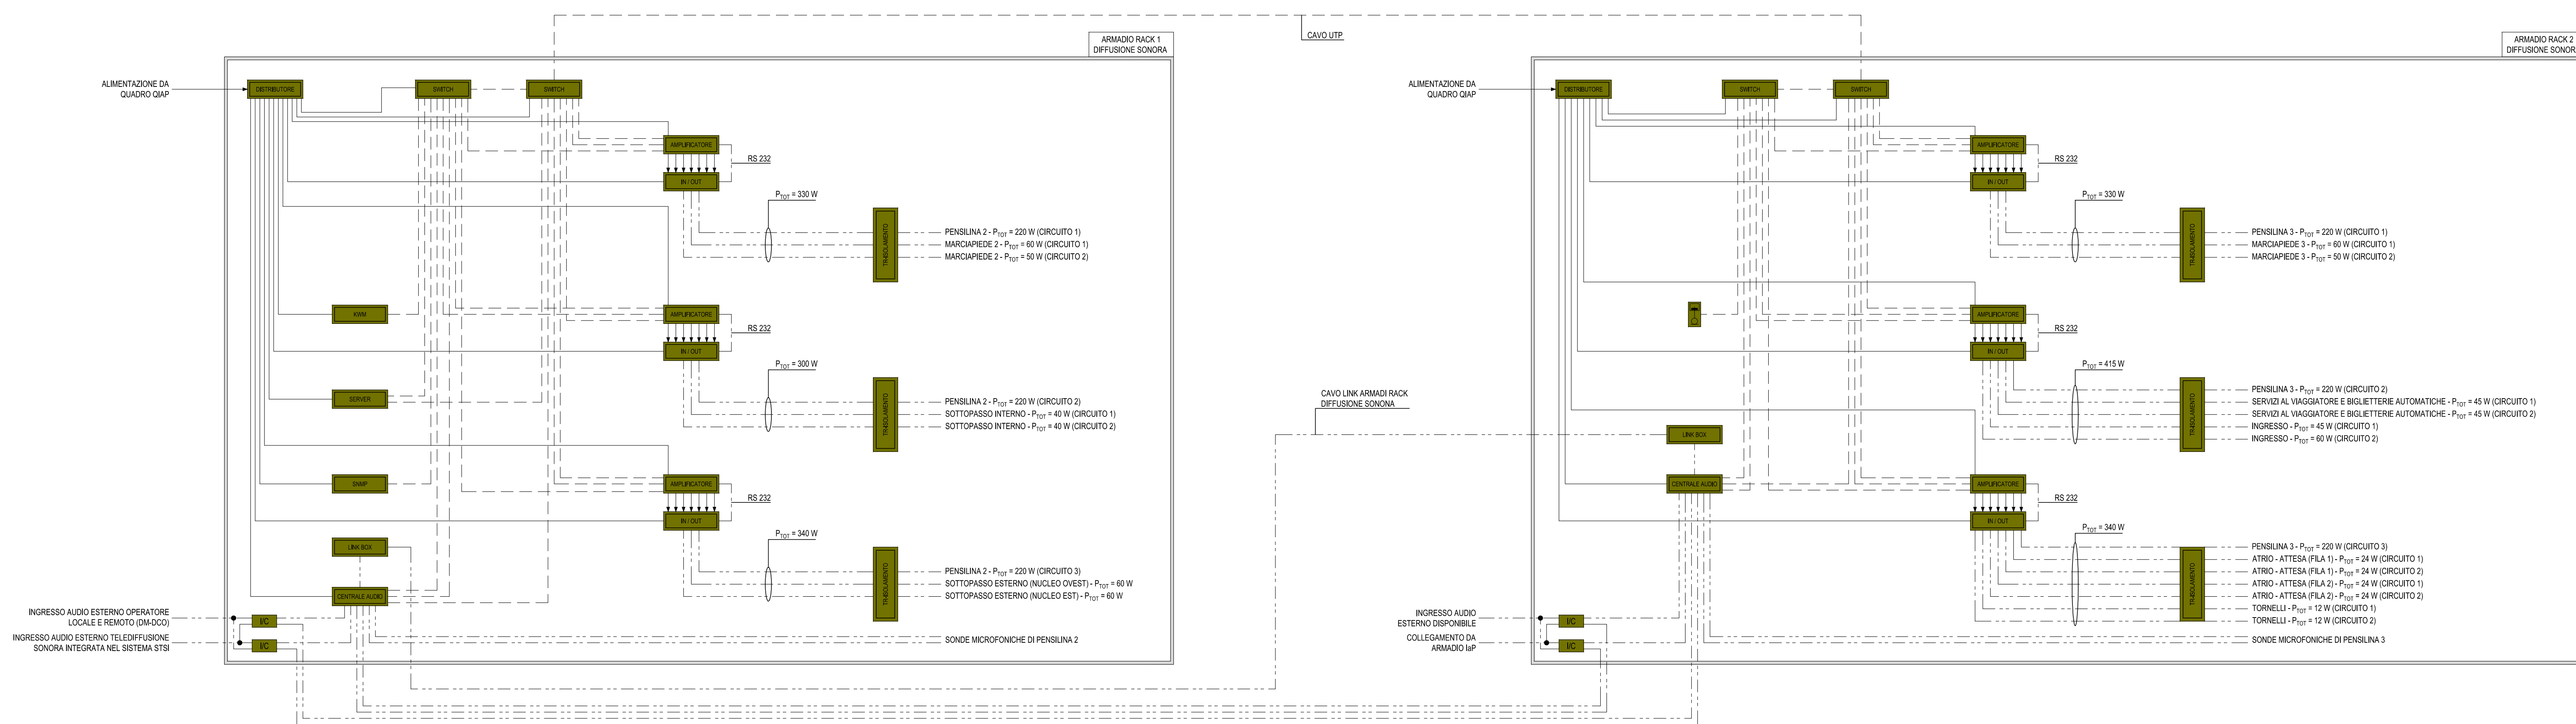 CAVO UTP
ARMADIO RACK 1
DIFFUSIONE SONORA
ALIMENTAZIONE DA
QUADRO QIAP
DISTRIBUTORE
SWITCH
SWITCH
AMPLIFICATORE
RS 232
IN / OUT
PTOT = 330 W
TR4ISOLAMENTO
PENSILINA 2 - PTOT = 220 W (CIRCUITO 1)
MARCIAPIEDE 2 - PTOT = 60 W (CIRCUITO 1)
MARCIAPIEDE 2 - PTOT = 50 W (CIRCUITO 2)
KWM
AMPLIFICATORE
RS 232
IN / OUT
PTOT = 300 W
SERVER
TR4ISOLAMENTO
PENSILINA 2 - PTOT = 220 W (CIRCUITO 2)
SOTTOPASSO INTERNO - PTOT = 40 W (CIRCUITO 1)
SOTTOPASSO INTERNO - PTOT = 40 W (CIRCUITO 2)
SNMP
AMPLIFICATORE
RS 232
IN / OUT
PTOT = 340 W
LINK BOX
TR4ISOLAMENTO
PENSILINA 2 - PTOT = 220 W (CIRCUITO 3)
SOTTOPASSO ESTERNO (NUCLEO OVEST) - PTOT = 60 W
SOTTOPASSO ESTERNO (NUCLEO EST) - PTOT = 60 W
CENTRALE AUDIO
INGRESSO AUDIO ESTERNO OPERATORE
LOCALE E REMOTO (DM-DCO)
I/C
INGRESSO AUDIO ESTERNO TELEDIFFUSIONE
SONORA INTEGRATA NEL SISTEMA STSI
I/C
SONDE MICROFONICHE DI PENSILINA 2
CAVO LINK ARMADI RACK
DIFFUSIONE SONONA
ARMADIO RACK 2
DIFFUSIONE SONOR
ALIMENTAZIONE DA
QUADRO QIAP
DISTRIBUTORE
SWITCH
SWITCH
AMPLIFICATORE
RS 232
IN / OUT
PTOT = 330 W
TR4ISOLAMENTO
PENSILINA 3 - PTOT = 220 W (CIRCUITO 1)
MARCIAPIEDE 3 - PTOT = 60 W (CIRCUITO 1)
MARCIAPIEDE 3 - PTOT = 50 W (CIRCUITO 2)
AMPLIFICATORE
RS 232
IN / OUT
PTOT = 415 W
TR4ISOLAMENTO
PENSILINA 3 - PTOT = 220 W (CIRCUITO 2)
SERVIZI AL VIAGGIATORE E BIGLIETTERIE AUTOMATICHE - PTOT = 45 W (CIRCUITO 1)
SERVIZI AL VIAGGIATORE E BIGLIETTERIE AUTOMATICHE - PTOT = 45 W (CIRCUITO 2)
INGRESSO - PTOT = 45 W (CIRCUITO 1)
INGRESSO - PTOT = 60 W (CIRCUITO 2)
LINK BOX
CENTRALE AUDIO
AMPLIFICATORE
RS 232
IN / OUT
PTOT = 340 W
TR4ISOLAMENTO
PENSILINA 3 - PTOT = 220 W (CIRCUITO 3)
ATRIO - ATTESA (FILA 1) - PTOT = 24 W (CIRCUITO 1)
ATRIO - ATTESA (FILA 1) - PTOT = 24 W (CIRCUITO 2)
ATRIO - ATTESA (FILA 2) - PTOT = 24 W (CIRCUITO 1)
ATRIO - ATTESA (FILA 2) - PTOT = 24 W (CIRCUITO 2)
TORNELLI - PTOT = 12 W (CIRCUITO 1)
TORNELLI - PTOT = 12 W (CIRCUITO 2)
INGRESSO AUDIO
ESTERNO DISPONIBILE
I/C
COLLEGAMENTO DA
ARMADIO IaP
I/C
SONDE MICROFONICHE DI PENSILINA 3